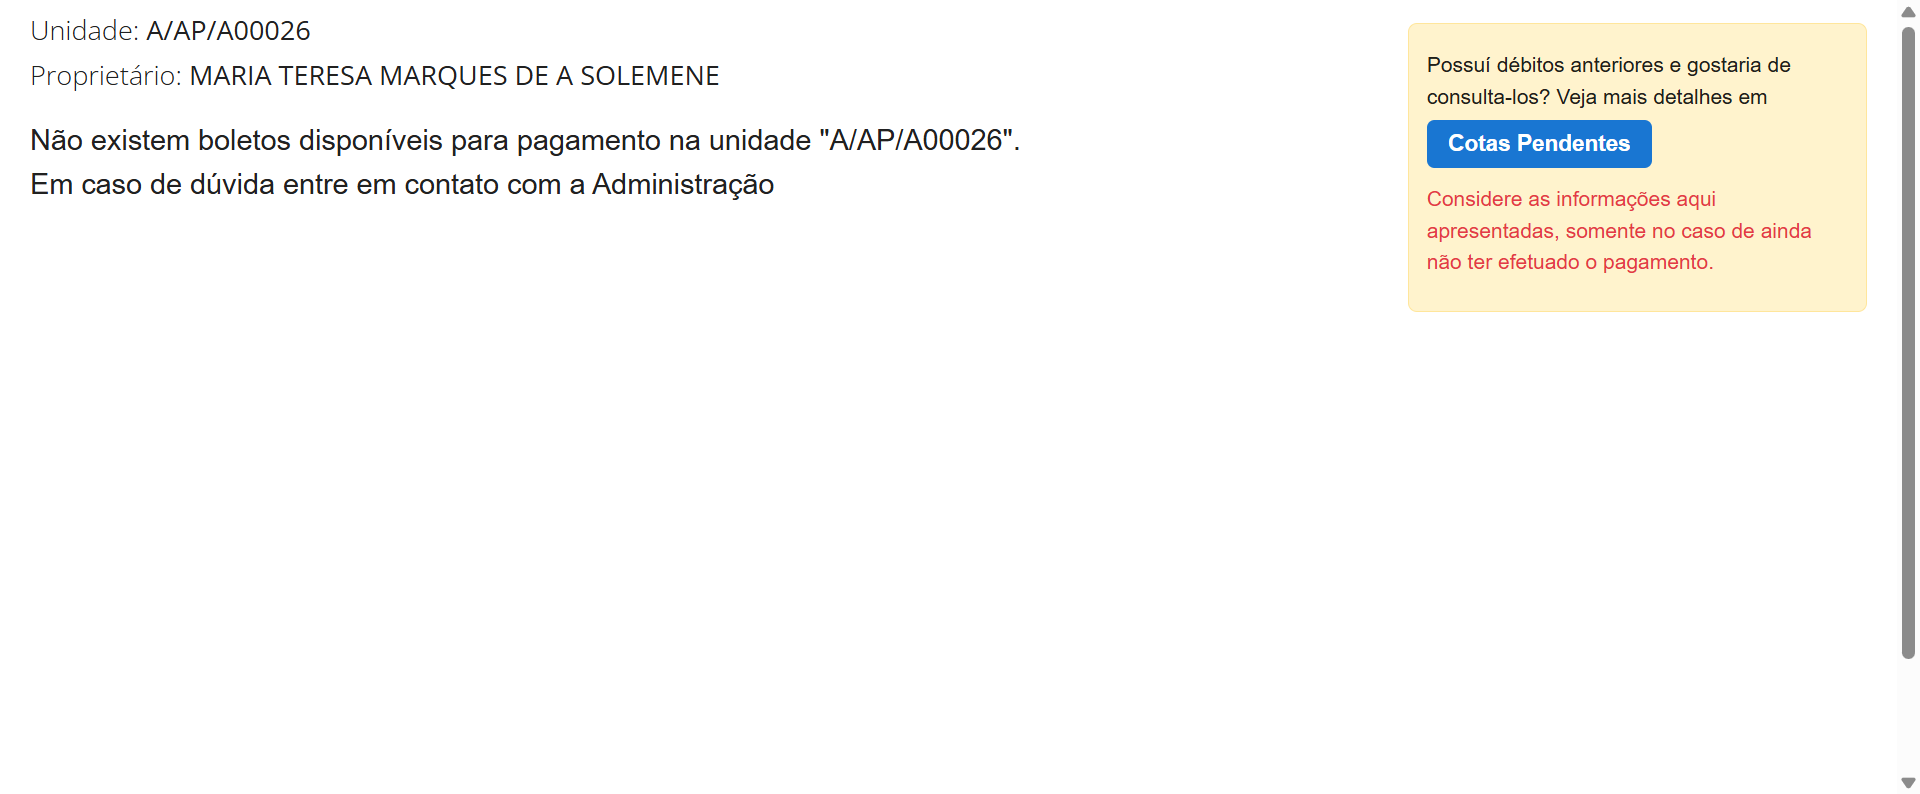 Unidade: A/AP/A00026
Proprietário: MARIA TERESA MARQUES DE A SOLEMENE
Não existem boletos disponíveis para pagamento na unidade "A/AP/A00026".
Em caso de dúvida entre em contato com a Administração
Possuí débitos anteriores e gostaria de
consulta-los? Veja mais detalhes em
Cotas Pendentes
Considere as informações aqui
apresentadas, somente no caso de ainda
não ter efetuado o pagamento.